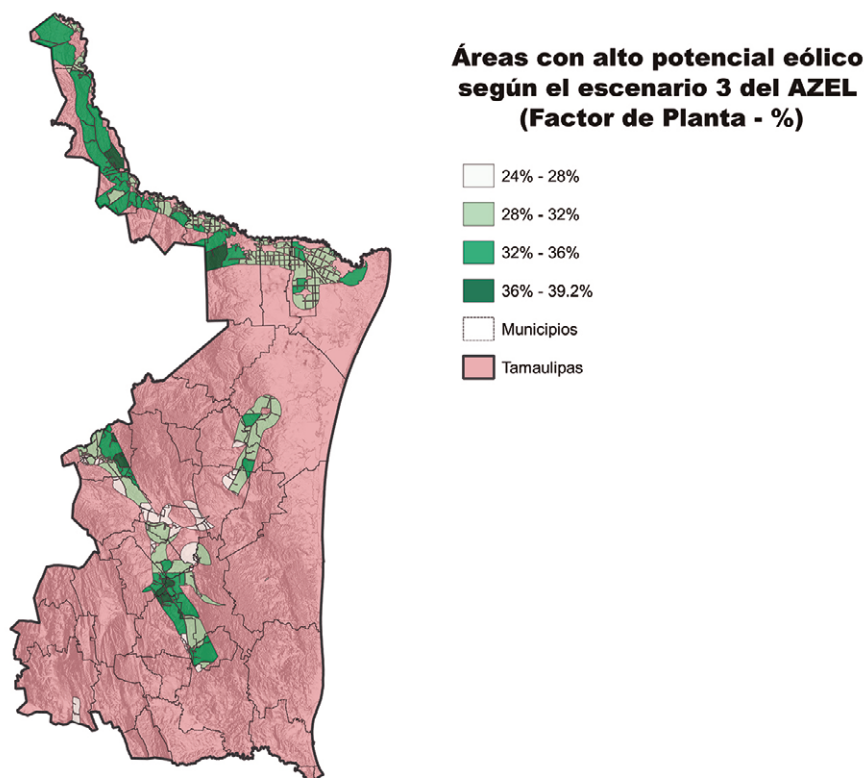 Áreas con alto potencial eólico
según el escenario 3 del AZEL
(Factor de Planta - %)
24% - 28%
28% - 32%
32% - 36%
36% - 39.2%
Municipios
Tamaulipas